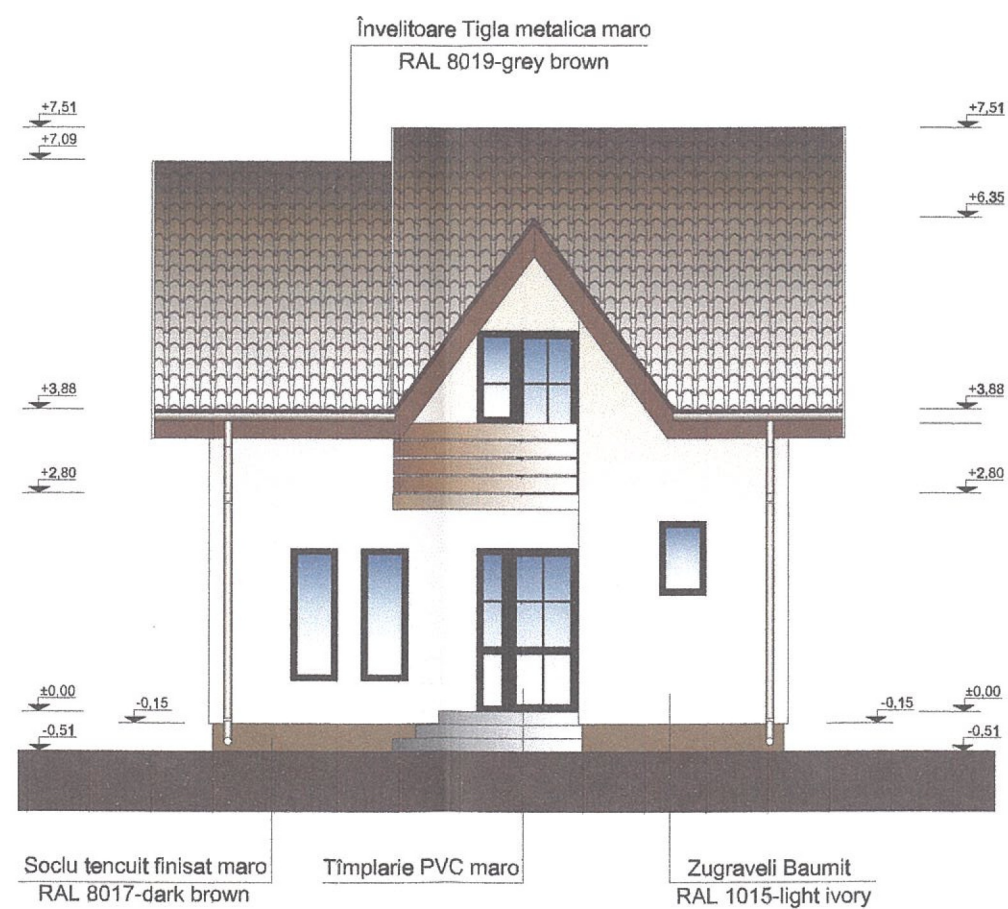 Învelitoare Tigla metalica maro
RAL 8019-grey brown
+7,51
+7,09
+7,51
+6,35
+3,88
+3,88
+2,80
+2,80
±0,00
-0,15
-0,15
±0,00
-0,51
-0,51
Soclu tencuit finisat maro
RAL 8017-dark brown
Tîmplarie PVC maro
Zugraveli Baumit
RAL 1015-light ivory